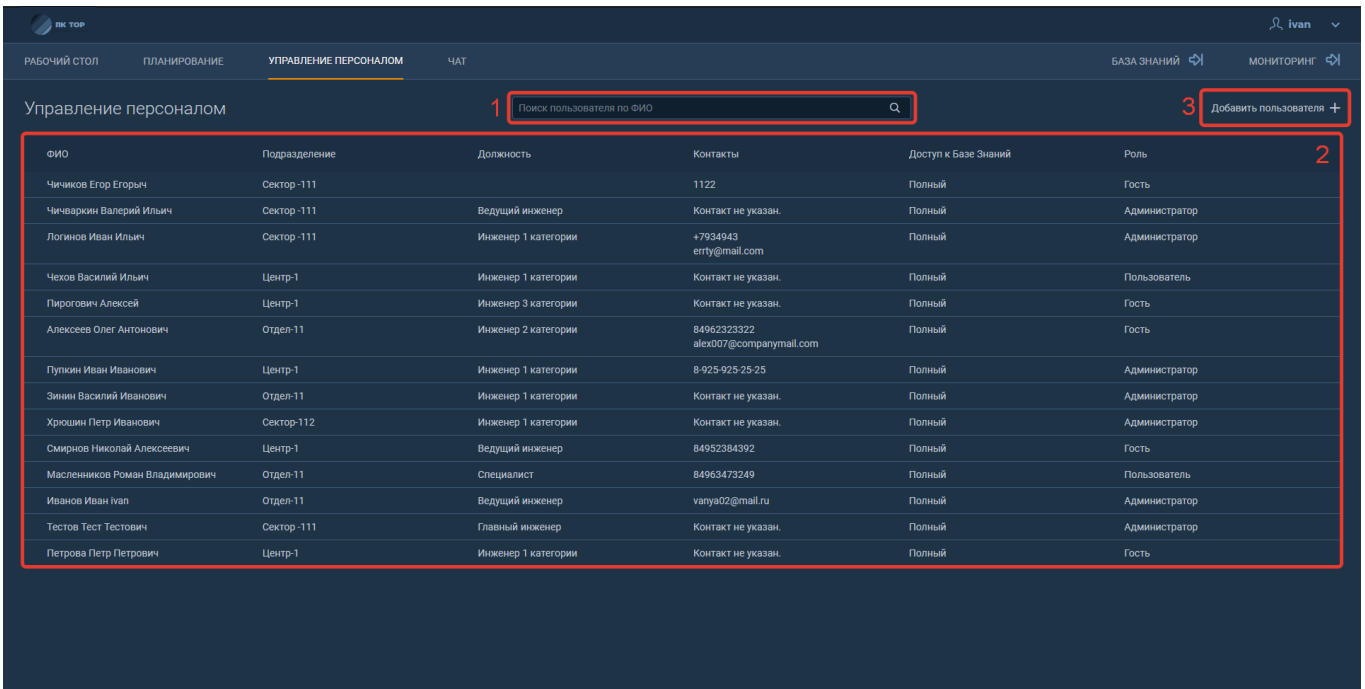 ПК ТОР
ivan
РАБОЧИЙ СТОЛ ПЛАНИРОВАНИЕ УПРАВЛЕНИЕ ПЕРСОНАЛОМ ЧАТ БАЗА ЗНАНИЙ МОНИТОРИНГ
Управление персоналом 1 Поиск пользователя по ФИО 3 Добавить пользователя +
ФИО Подразделение Должность Контакты Доступ к Базе Знаний Роль 2
Чичиков Егор Егорыч Сектор -111 1122 Полный Гость
Чичваркин Валерий Ильич Сектор -111 Ведущий инженер Контакт не указан. Полный Администратор
Логинов Иван Ильич Сектор -111 Инженер 1 категории +7934943 Полный Администратор
errty@mail.com
Чехов Василий Ильич Центр-1 Инженер 1 категории Контакт не указан. Полный Пользователь
Пирогович Алексей Центр-1 Инженер 3 категории Контакт не указан. Полный Гость
Алексеев Олег Антонович Отдел-11 Инженер 2 категории 84962323322 Полный Гость
alex007@companymail.com
Пупкин Иван Иванович Центр-1 Инженер 1 категории 8-925-925-25-25 Полный Администратор
Зинин Василий Иванович Отдел-11 Инженер 1 категории Контакт не указан. Полный Администратор
Хрюшин Петр Иванович Сектор-112 Инженер 1 категории Контакт не указан. Полный Администратор
Смирнов Николай Алексеевич Центр-1 Ведущий инженер 84952384392 Полный Гость
Масленников Роман Владимирович Отдел-11 Специалист 84963473249 Полный Пользователь
Иванов Иван ivan Отдел-11 Ведущий инженер vanya02@mail.ru Полный Администратор
Тестов Тест Тестович Сектор -111 Главный инженер Контакт не указан. Полный Администратор
Петрова Петр Петрович Центр-1 Инженер 1 категории Контакт не указан. Полный Гость